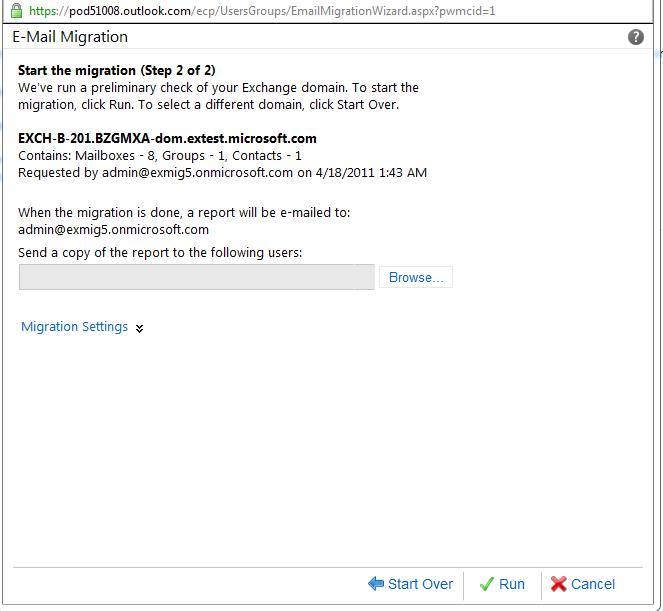 https://pod51008.outlook.com/ecp/UsersGroups/EmailMigrationWizard.aspx?pwmcid=1
E-Mail Migration
?
Start the migration (Step 2 of 2)
We've run a preliminary check of your Exchange domain. To start the
migration, click Run. To select a different domain, click Start Over.
EXCH-B-201.BZGMXA-dom.extest.microsoft.com
Contains: Mailboxes - 8, Groups - 1, Contacts - 1
Requested by admin@exmig5.onmicrosoft.com on 4/18/2011 1:43 AM
When the migration is done, a report will be e-mailed to:
admin@exmig5.onmicrosoft.com
Send a copy of the report to the following users:
Browse...
Migration Settings
Start Over
Run
Cancel